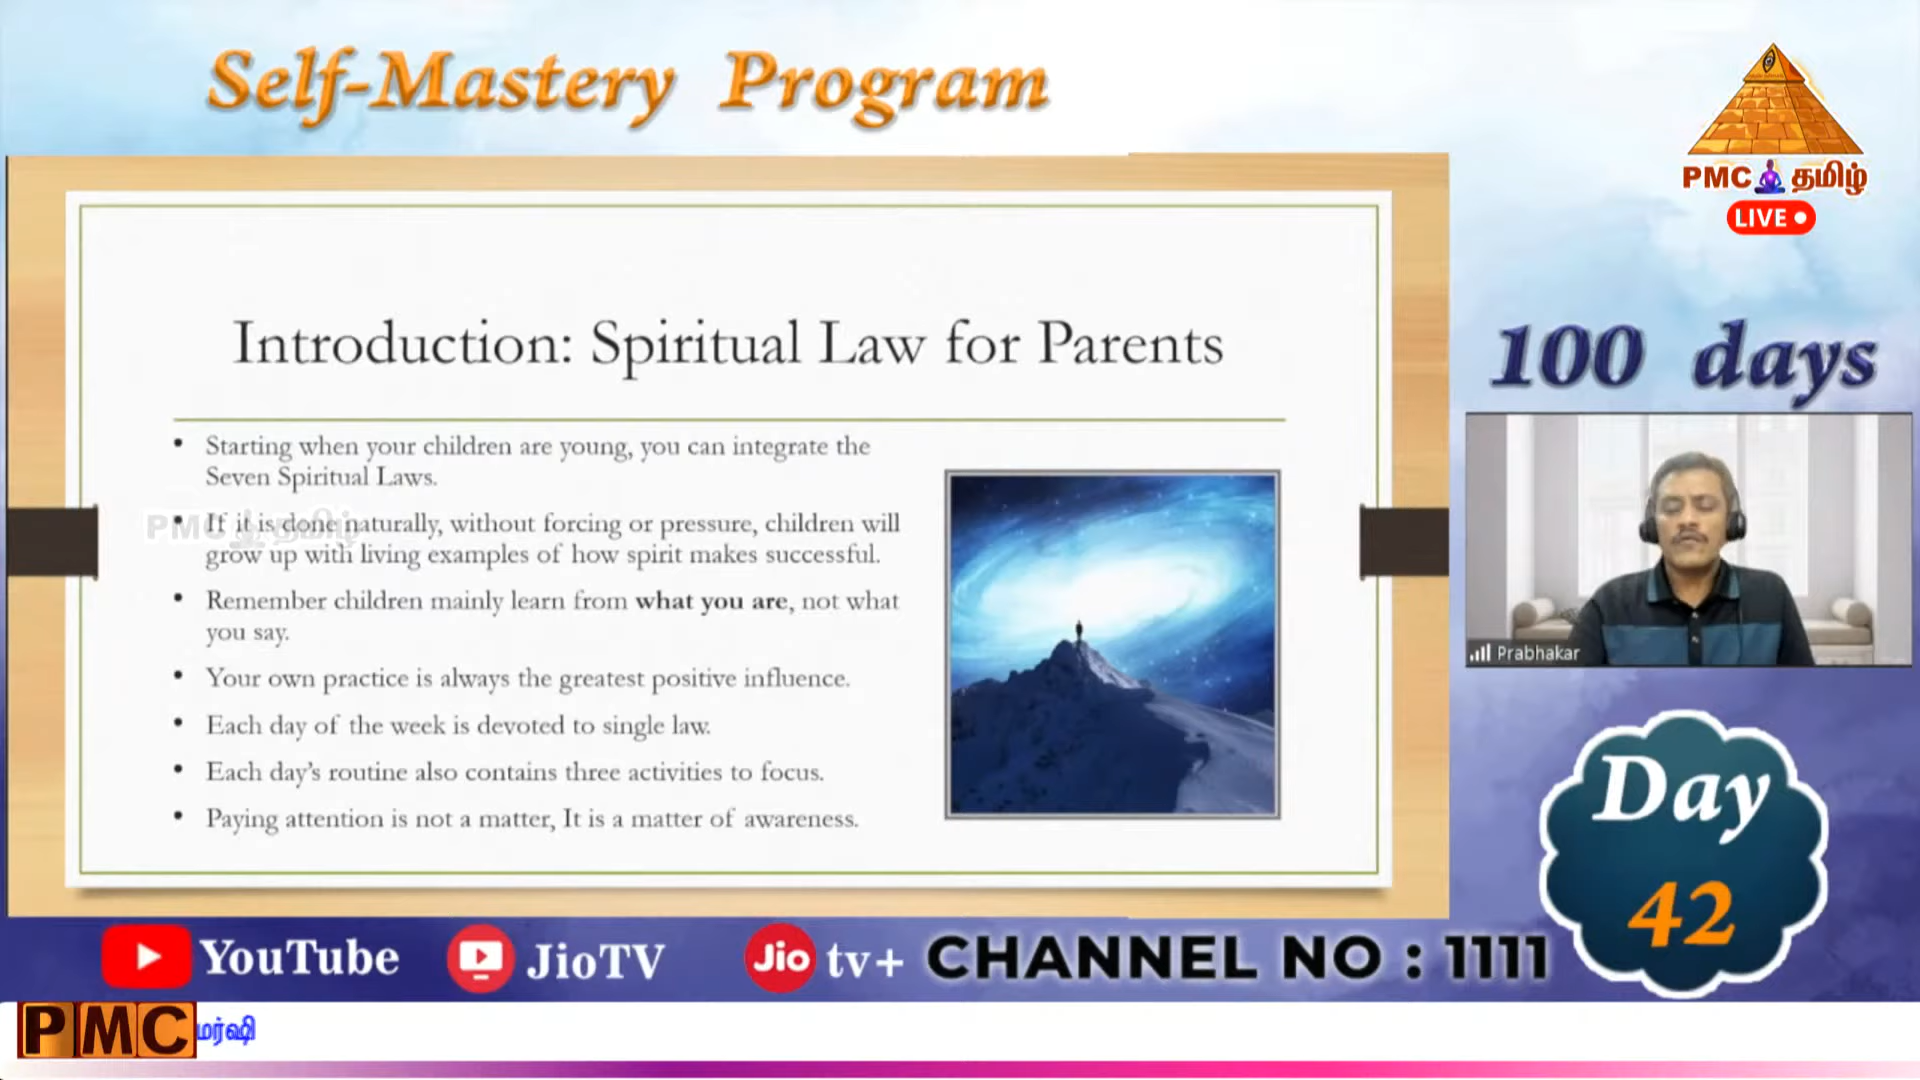 Self-Mastery Program
PMC தமிழ்
LIVE
Introduction: Spiritual Law for Parents
• Starting when your children are young, you can integrate the
Seven Spiritual Laws.
• If it is done naturally, without forcing or pressure, children will
grow up with living examples of how spirit makes successful.
• Remember children mainly learn from what you are, not what
you say.
• Your own practice is always the greatest positive influence.
• Each day of the week is devoted to single law.
• Each day's routine also contains three activities to focus.
• Paying attention is not a matter, It is a matter of awareness.
PMC தமிழ்
100 days
Prabhakar
Day
42
YouTube JioTV Jio tv+ CHANNEL NO : 1111
PMC மர்ஷி